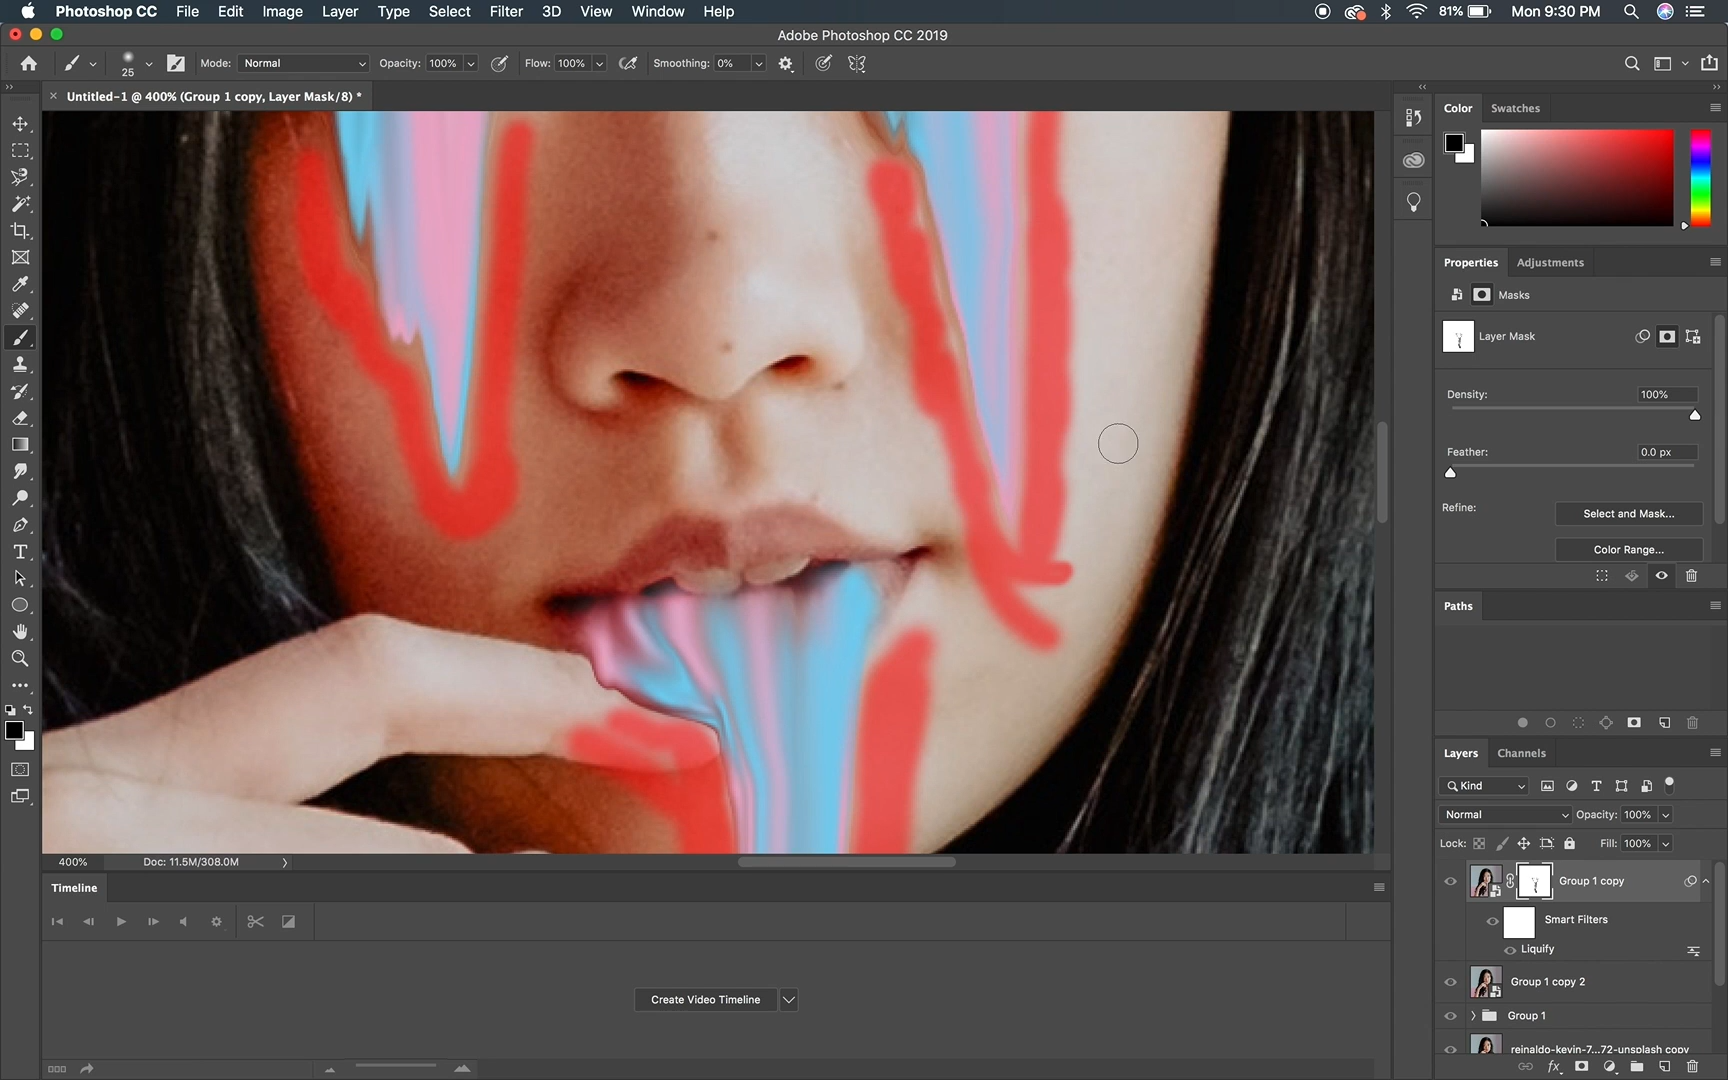 Photoshop CC File Edit Image Layer Type Select Filter 3D View Window Help 81% Mon 9:30 PM
Adobe Photoshop CC 2019
25 Mode: Normal Opacity: 100% Flow: 100% Smoothing: 0%
Untitled-1 @ 400% (Group 1 copy, Layer Mask/8) *
Color Swatches
Properties Adjustments
Masks
Layer Mask
Density: 100%
Feather: 0.0 px
Refine: Select and Mask...
Color Range...
Paths
Layers Channels
Kind
Normal Opacity: 100%
Lock: Fill: 100%
Group 1 copy
Smart Filters
Liquify
Group 1 copy 2
Group 1
reinaldo-kevin-7...72-unsplash copy
fx
400% Doc: 11.5M/308.0M
Timeline
Create Video Timeline